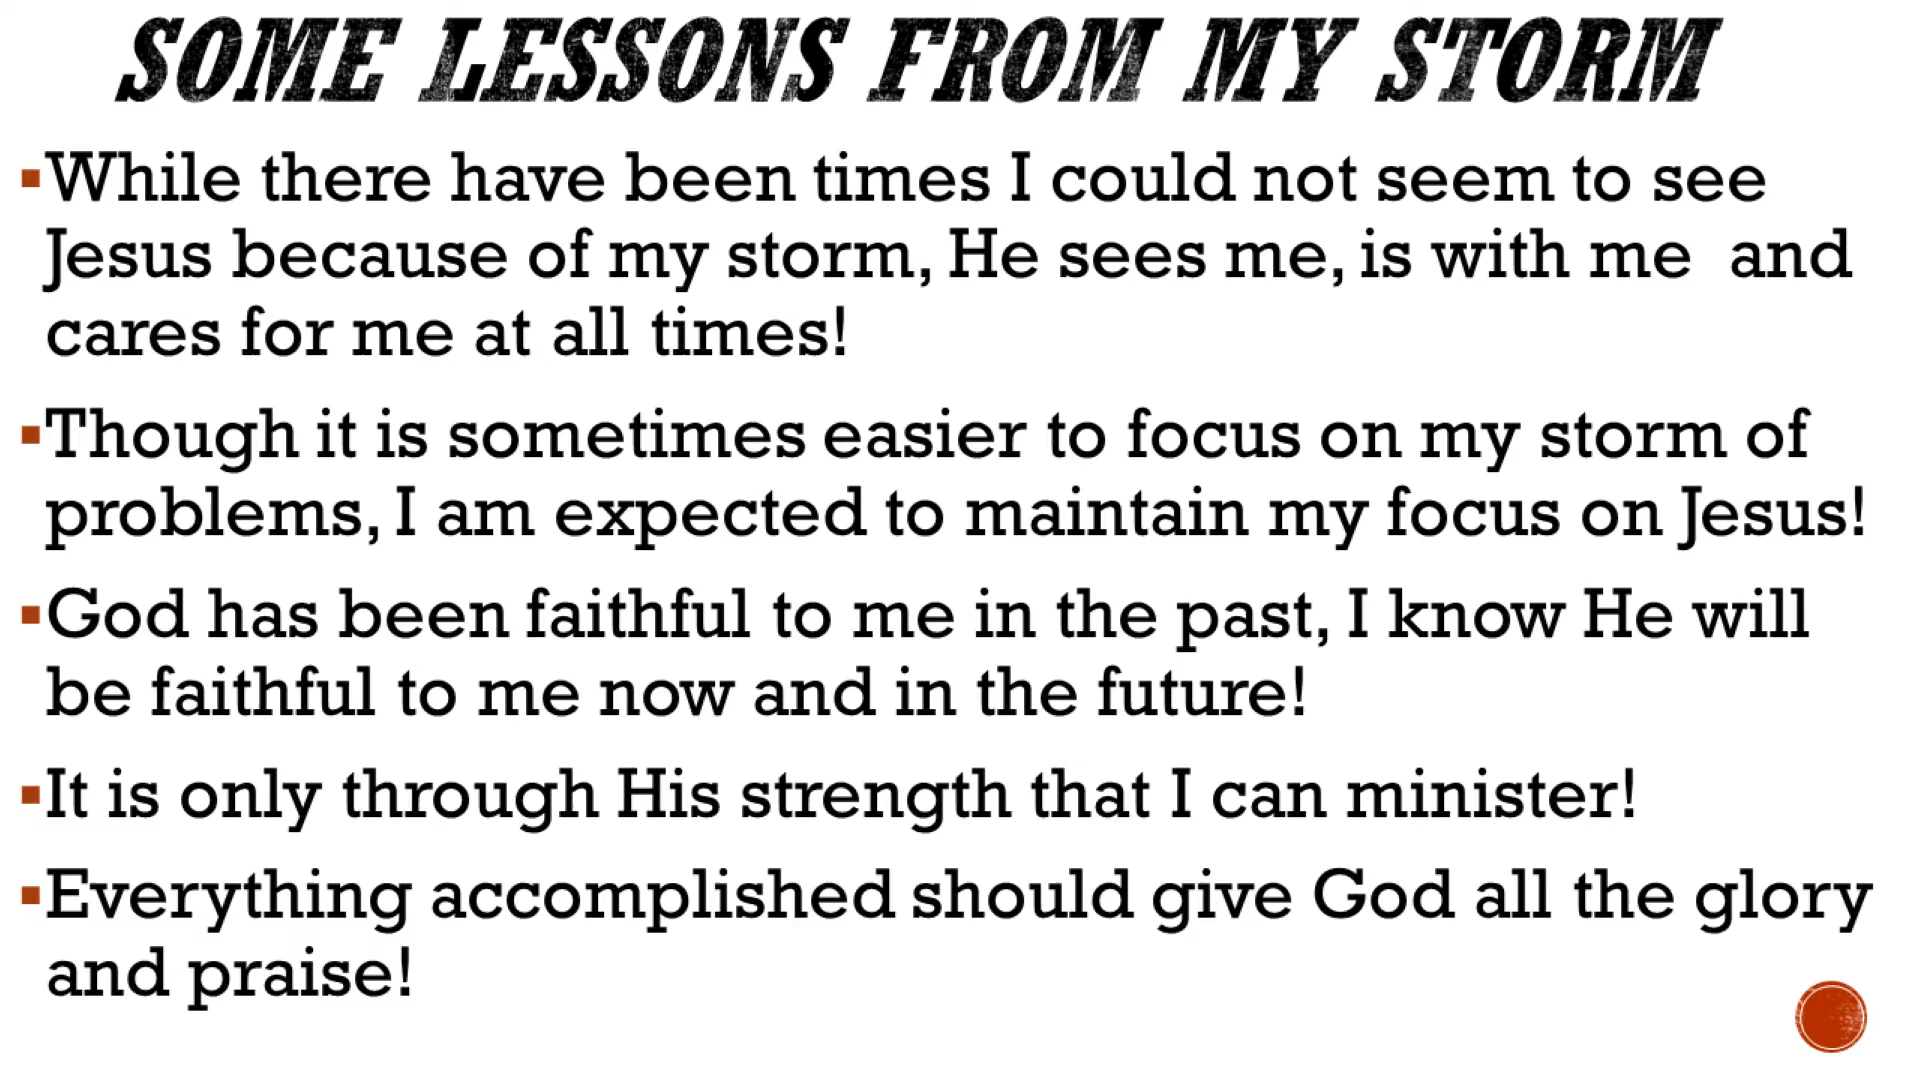 SOME LESSONS FROM MY STORM
▪While there have been times I could not seem to see
Jesus because of my storm, He sees me, is with me  and
cares for me at all times!
▪Though it is sometimes easier to focus on my storm of
problems, I am expected to maintain my focus on Jesus!
▪God has been faithful to me in the past, I know He will
be faithful to me now and in the future!
▪It is only through His strength that I can minister!
▪Everything accomplished should give God all the glory
and praise!